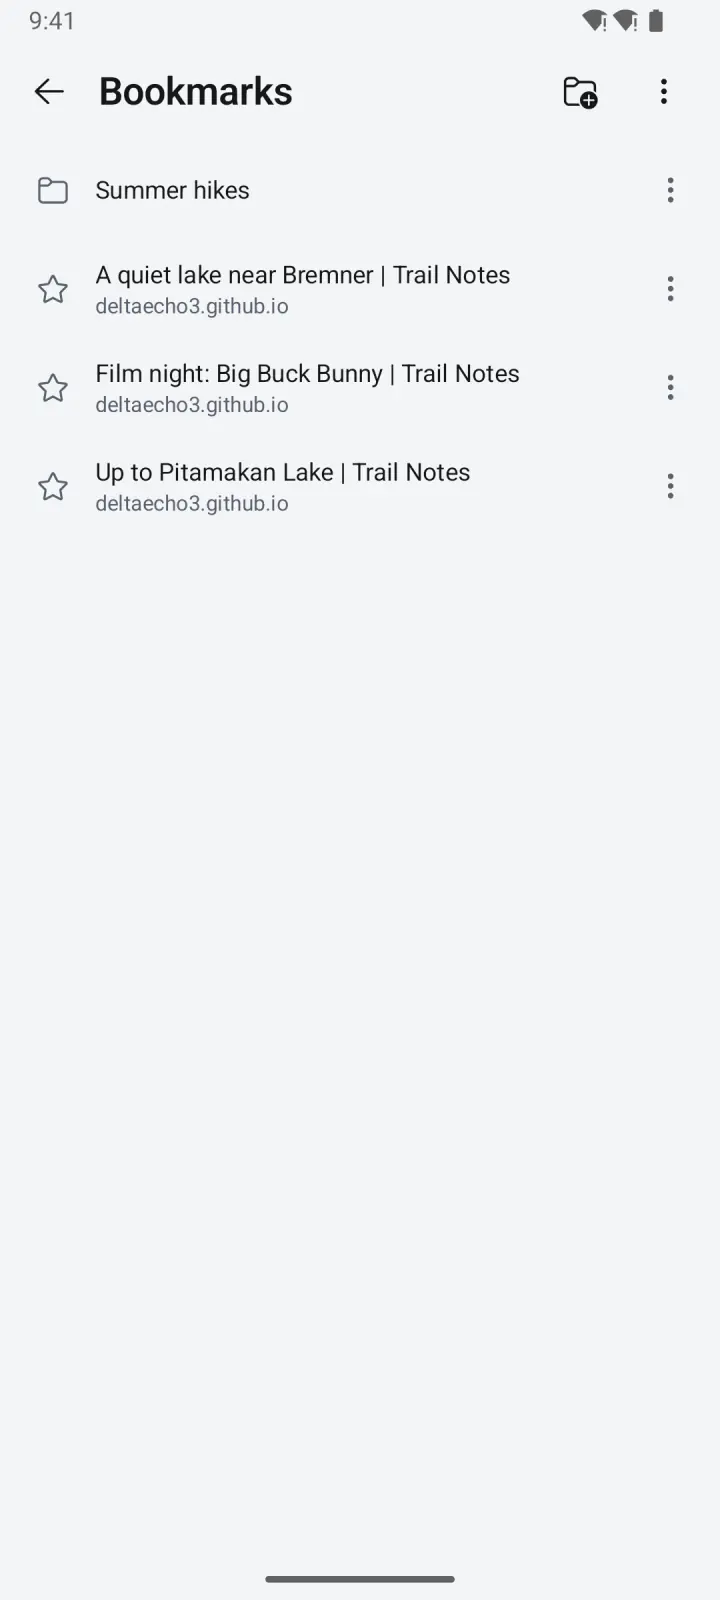 9:41
Bookmarks
Summer hikes
A quiet lake near Bremner | Trail Notes
deltaecho3.github.io
Film night: Big Buck Bunny | Trail Notes
deltaecho3.github.io
Up to Pitamakan Lake | Trail Notes
deltaecho3.github.io